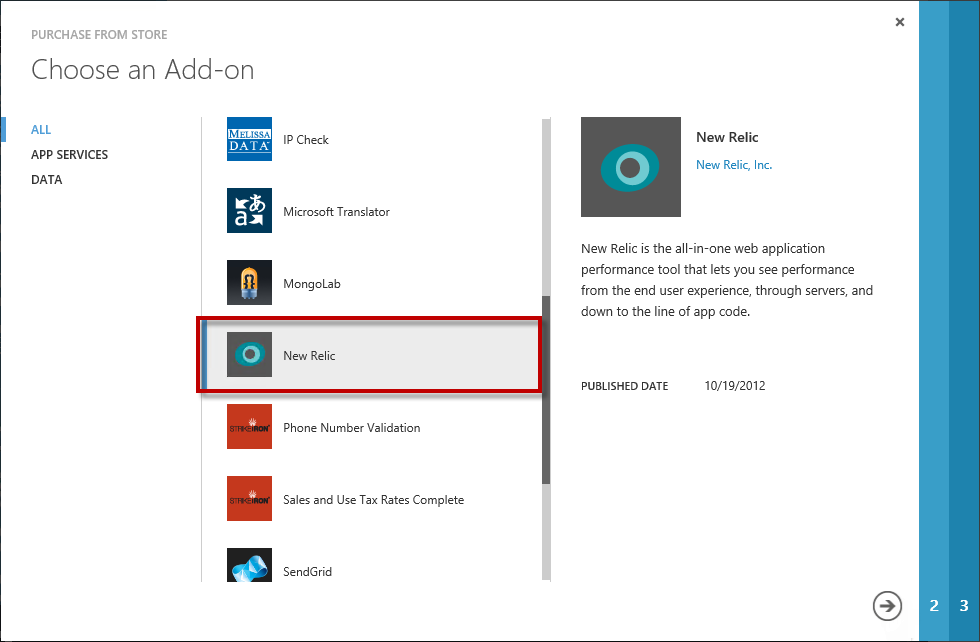 PURCHASE FROM STORE
Choose an Add-on
ALL
APP SERVICES
DATA
MELISSA
DATA
IP Check
a あ
Microsoft Translator
MongoLab
New Relic
STRIKEIRON
Phone Number Validation
STRIKEIRON
Sales and Use Tax Rates Complete
SendGrid
New Relic
New Relic, Inc.
New Relic is the all-in-one web application
performance tool that lets you see performance
from the end user experience, through servers, and
down to the line of app code.
PUBLISHED DATE 10/19/2012
2 3